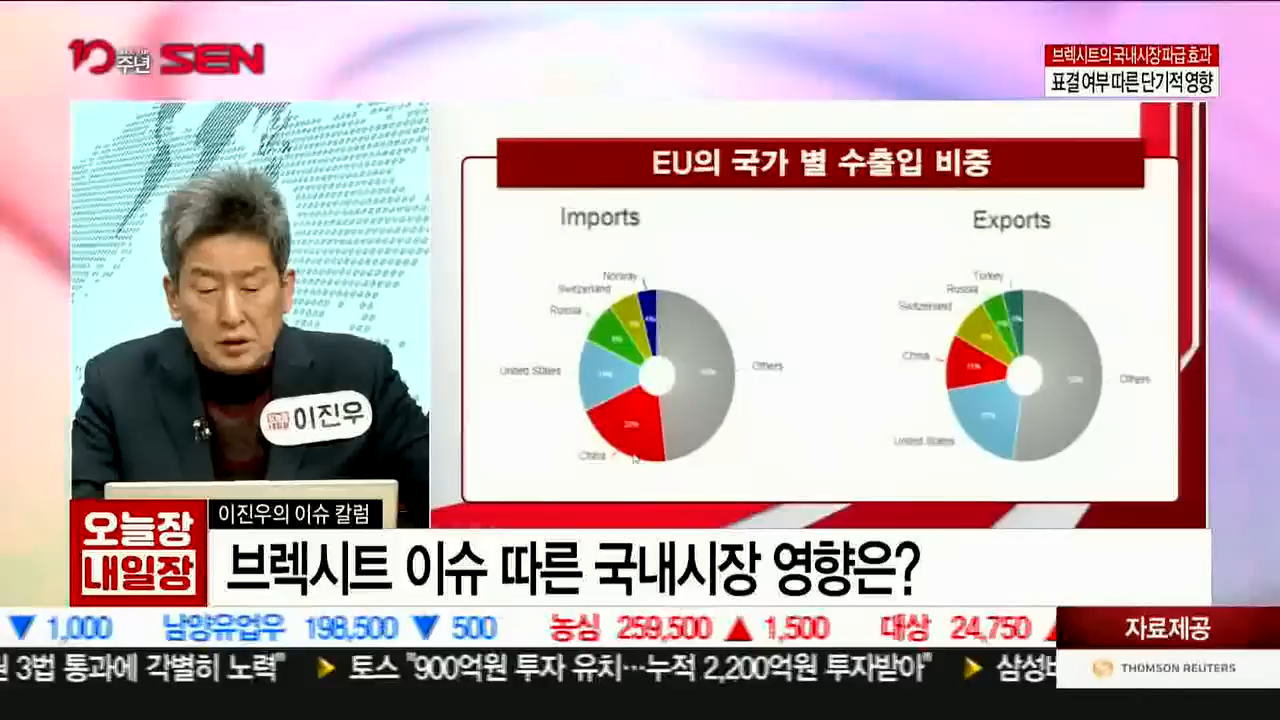 10주년 SEN
브렉시트의 국내시장 파급 효과
표결 여부 따른 단기적 영향
EU의 국가 별 수출입 비중
Imports
Norway
Switzerland
Russia
United States
China
Others
Exports
Turkey
Russia
Switzerland
China
United States
Others
이진우
오늘장
내일장
이진우의 이슈 칼럼
브렉시트 이슈 따른 국내시장 영향은?
▼ 1,000 남양유업우 198,500 ▼ 500 농심 259,500 ▲ 1,500 대상 24,750
자료제공
3법 통과에 각별히 노력" ▶ 토스 "900억원 투자 유치…누적 2,200억원 투자받아" ▶
THOMSON REUTERS